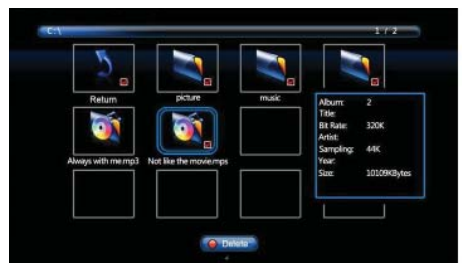 C:\ 1 / 2
Return picture music
Album: 2
Title:
Bit Rate: 320K
Artist:
Sampling: 44K
Year:
Size: 10109KBytes
Always with me.mp3 Not like the movie.mps
Delete